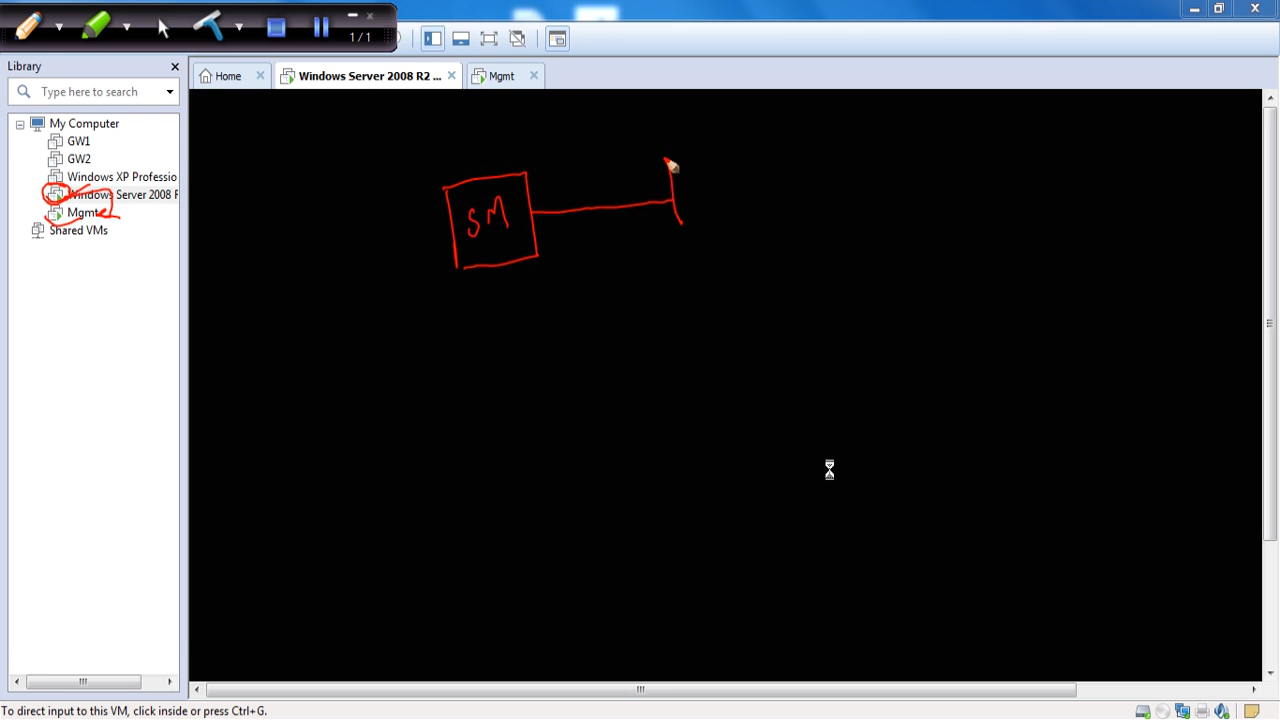 1 / 1
Library
Type here to search
Home
Windows Server 2008 R2 ...
Mgmt
My Computer
GW1
GW2
Windows XP Professio
Windows Server 2008 F
Mgmt
Shared VMs
SM
To direct input to this VM, click inside or press Ctrl+G.